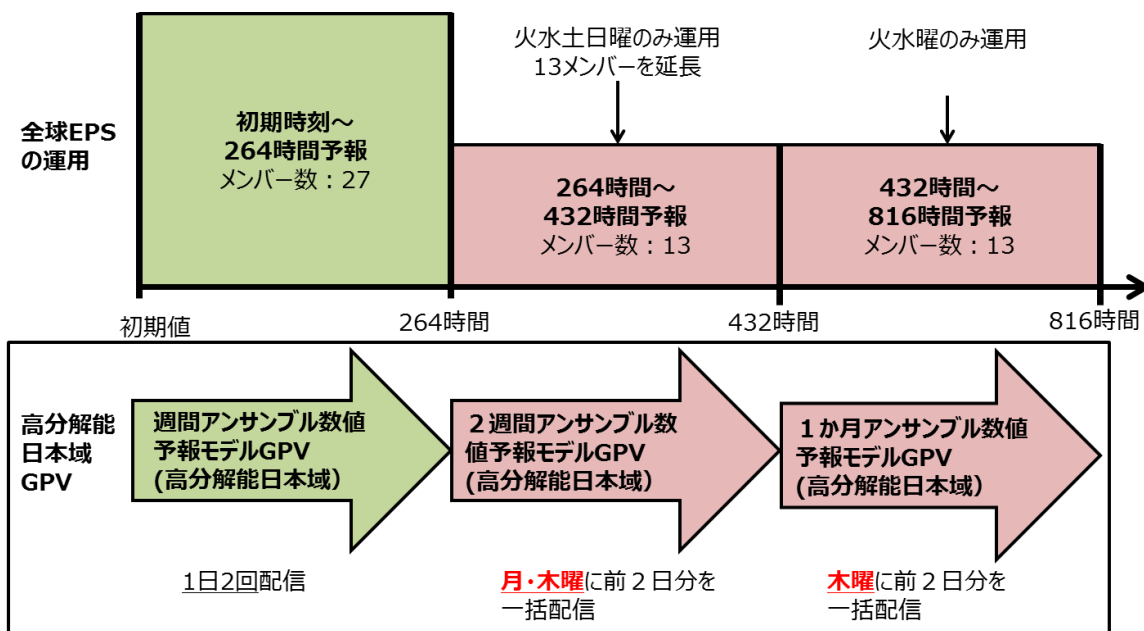 火水土日曜のみ運用
13メンバーを延長
火水曜のみ運用
全球EPS
の運用
初期時刻～
264時間予報
メンバー数：27
264時間～
432時間予報
メンバー数：13
432時間～
816時間予報
メンバー数：13
初期値
264時間
432時間
816時間
高分解能
日本域
GPV
週間アンサンブル数値
予報モデルGPV
(高分解能日本域）
２週間アンサンブル数
値予報モデルGPV
(高分解能日本域）
１か月アンサンブル数値
予報モデルGPV
(高分解能日本域）
1日2回配信
月・木曜に前２日分を
一括配信
木曜に前２日分を
一括配信